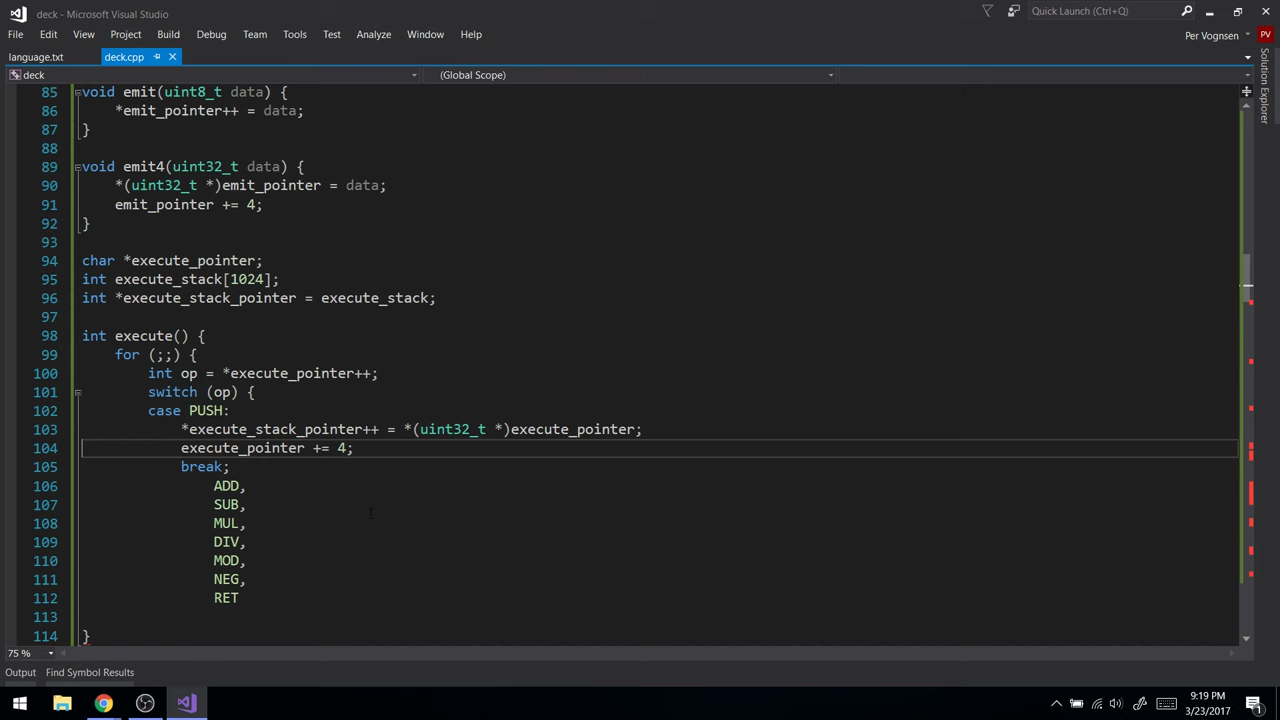 deck - Microsoft Visual Studio
Quick Launch (Ctrl+Q)
File Edit View Project Build Debug Team Tools Test Analyze Window Help
Per Vognsen PV
language.txt deck.cpp
deck (Global Scope)
Solution Explorer
85 void emit(uint8_t data) {
86 *emit_pointer++ = data;
87 }
88
89 void emit4(uint32_t data) {
90 *(uint32_t *)emit_pointer = data;
91 emit_pointer += 4;
92 }
93
94 char *execute_pointer;
95 int execute_stack[1024];
96 int *execute_stack_pointer = execute_stack;
97
98 int execute() {
99 for (;;) {
100 int op = *execute_pointer++;
101 switch (op) {
102 case PUSH:
103 *execute_stack_pointer++ = *(uint32_t *)execute_pointer;
104 execute_pointer += 4;
105 break;
106 ADD,
107 SUB,
108 MUL,
109 DIV,
110 MOD,
111 NEG,
112 RET
113
114 }
75 %
Output Find Symbol Results
9:19 PM
3/23/2017
1